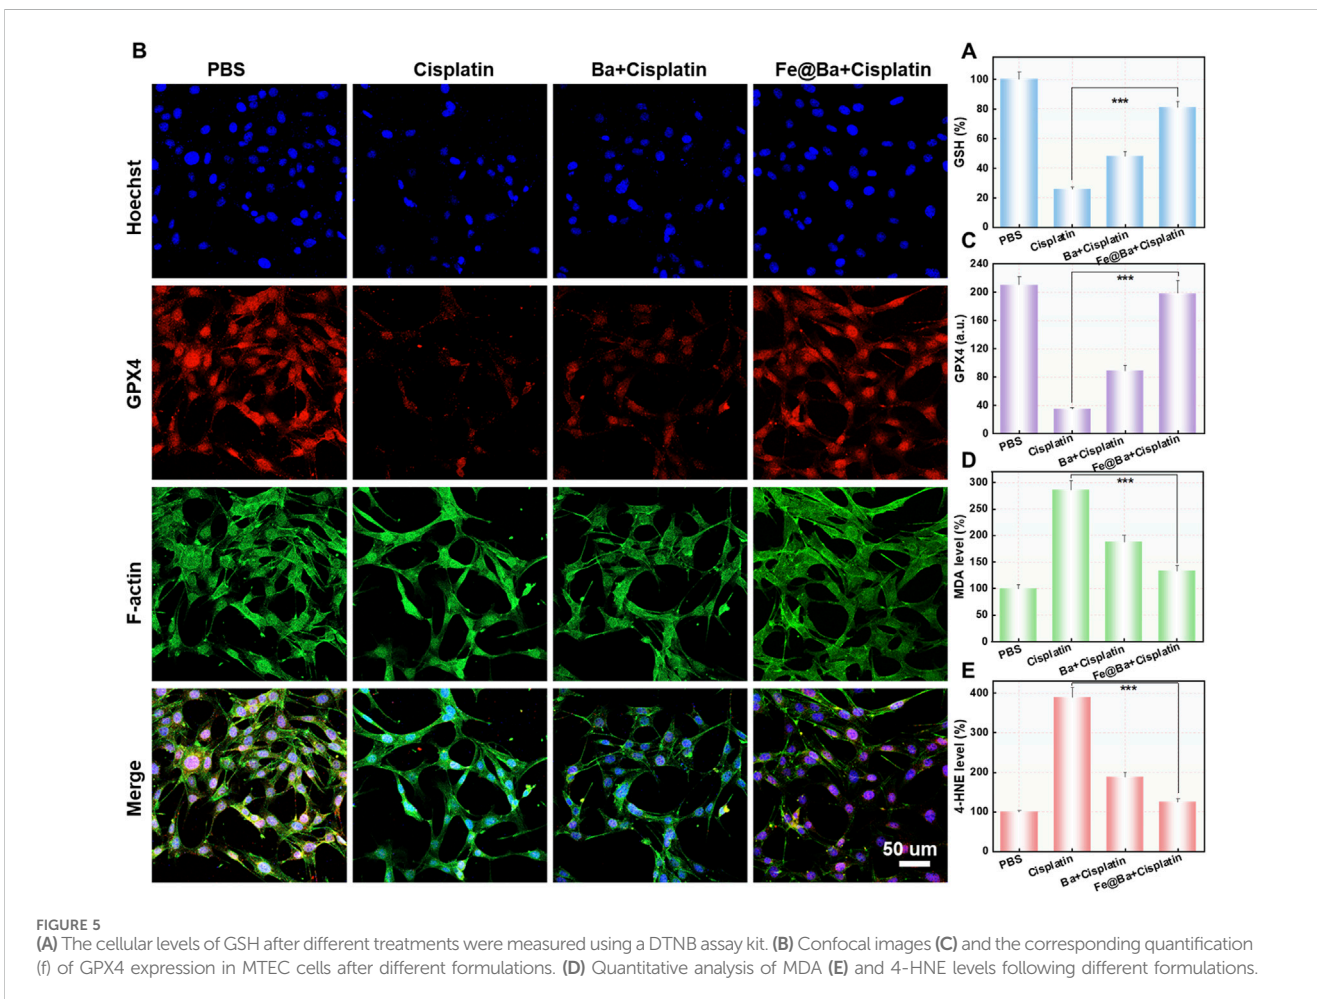 B
PBS
Cisplatin
Ba+Cisplatin
Fe@Ba+Cisplatin
Hoechst
GPX4
F-actin
Merge
50 um
A
GSH (%)
100
80
60
40
20
0
***
PBS
Cisplatin
Ba+Cisplatin
Fe@Ba+Cisplatin
C
GPX4 (a.u.)
240
200
160
120
80
40
0
***
PBS
Cisplatin
Ba+Cisplatin
Fe@Ba+Cisplatin
D
MDA level (%)
300
250
200
150
100
50
0
***
PBS
Cisplatin
Ba+Cisplatin
Fe@Ba+Cisplatin
E
4-HNE level (%)
400
300
200
100
0
***
PBS
Cisplatin
Ba+Cisplatin
Fe@Ba+Cisplatin
FIGURE 5
(A) The cellular levels of GSH after different treatments were measured using a DTNB assay kit. (B) Confocal images (C) and the corresponding quantification
(f) of GPX4 expression in MTEC cells after different formulations. (D) Quantitative analysis of MDA (E) and 4-HNE levels following different formulations.